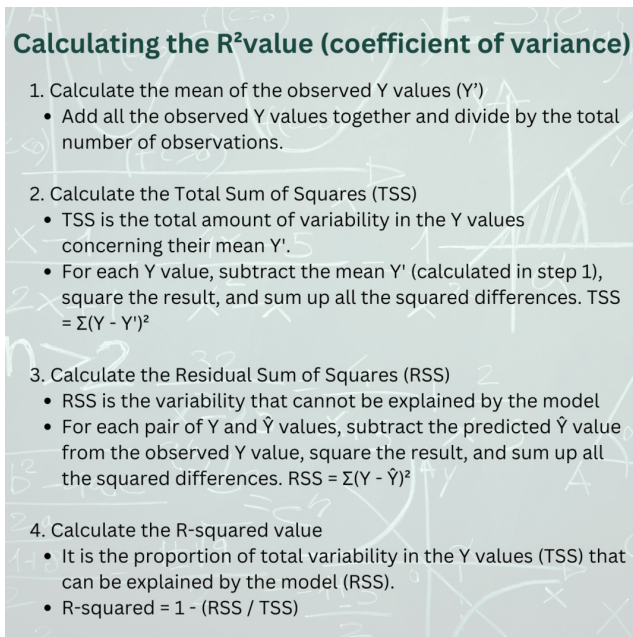 Calculating the R²value (coefficient of variance)
1. Calculate the mean of the observed Y values (Y’)
• Add all the observed Y values together and divide by the total
number of observations.
2. Calculate the Total Sum of Squares (TSS)
• TSS is the total amount of variability in the Y values
concerning their mean Y'.
• For each Y value, subtract the mean Y' (calculated in step 1),
square the result, and sum up all the squared differences. TSS
= Σ(Y - Y')²
3. Calculate the Residual Sum of Squares (RSS)
• RSS is the variability that cannot be explained by the model
• For each pair of Y and Ŷ values, subtract the predicted Ŷ value
from the observed Y value, square the result, and sum up all
the squared differences. RSS = Σ(Y - Ŷ)²
4. Calculate the R-squared value
• It is the proportion of total variability in the Y values (TSS) that
can be explained by the model (RSS).
• R-squared = 1 - (RSS / TSS)